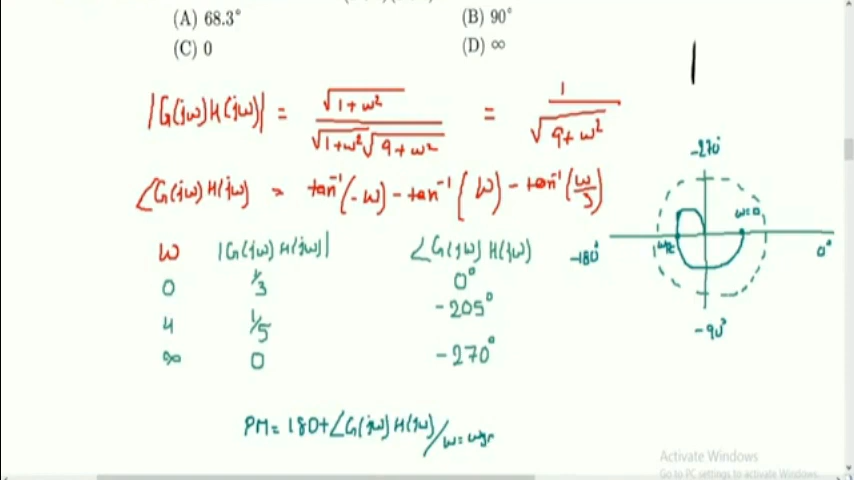 (A) 68.3°
(B) 90°
(C) 0
(D) ∞
|G(jω)H(jω)| = √1+ω² / √1+ω² √9+ω² = 1 / √9+ω²
∠G(jω)H(jω) = tan⁻¹(-ω) - tan⁻¹(ω) - tan⁻¹(ω/3)
ω |G(jω)H(jω)| ∠G(jω)H(jω)
0 1/3 0°
4 1/5 -205°
∞ 0 -270°
PM = 180+∠G(jω)H(jω)/ω=ωgc
-270°
ω=0
-180°
ωpc
0°
-90°
Activate Windows
Go to PC settings to activate Windows.